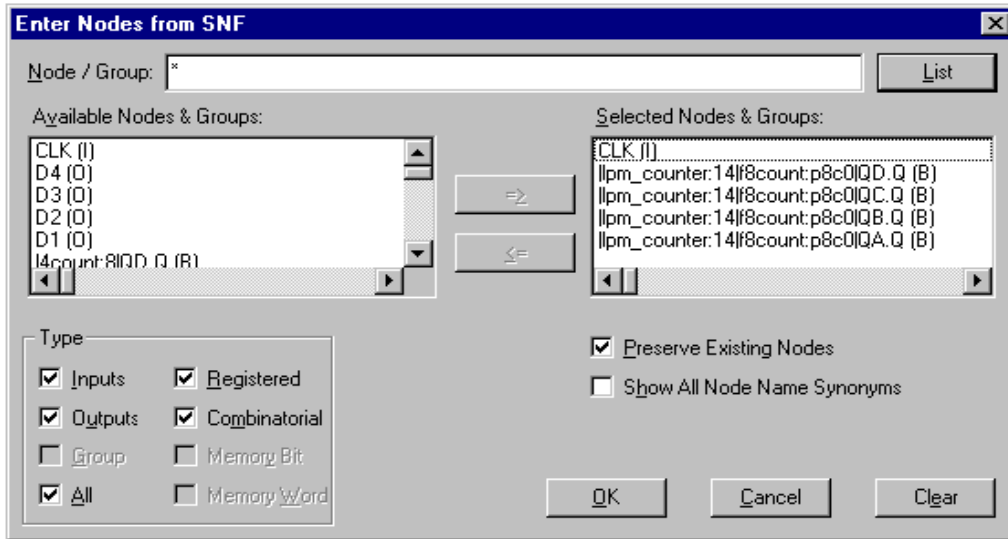 Enter Nodes from SNF
Node / Group: * List
Available Nodes & Groups:
CLK (I)
D4 (O)
D3 (O)
D2 (O)
D1 (O)
|4count:8|QD.Q (B)
=>
<=
Selected Nodes & Groups:
CLK (I)
|lpm_counter:14|f8count:p8c0|QD.Q (B)
|lpm_counter:14|f8count:p8c0|QC.Q (B)
|lpm_counter:14|f8count:p8c0|QB.Q (B)
|lpm_counter:14|f8count:p8c0|QA.Q (B)
Type
Inputs Registered
Outputs Combinatorial
Group Memory Bit
All Memory Word
Preserve Existing Nodes
Show All Node Name Synonyms
OK Cancel Clear